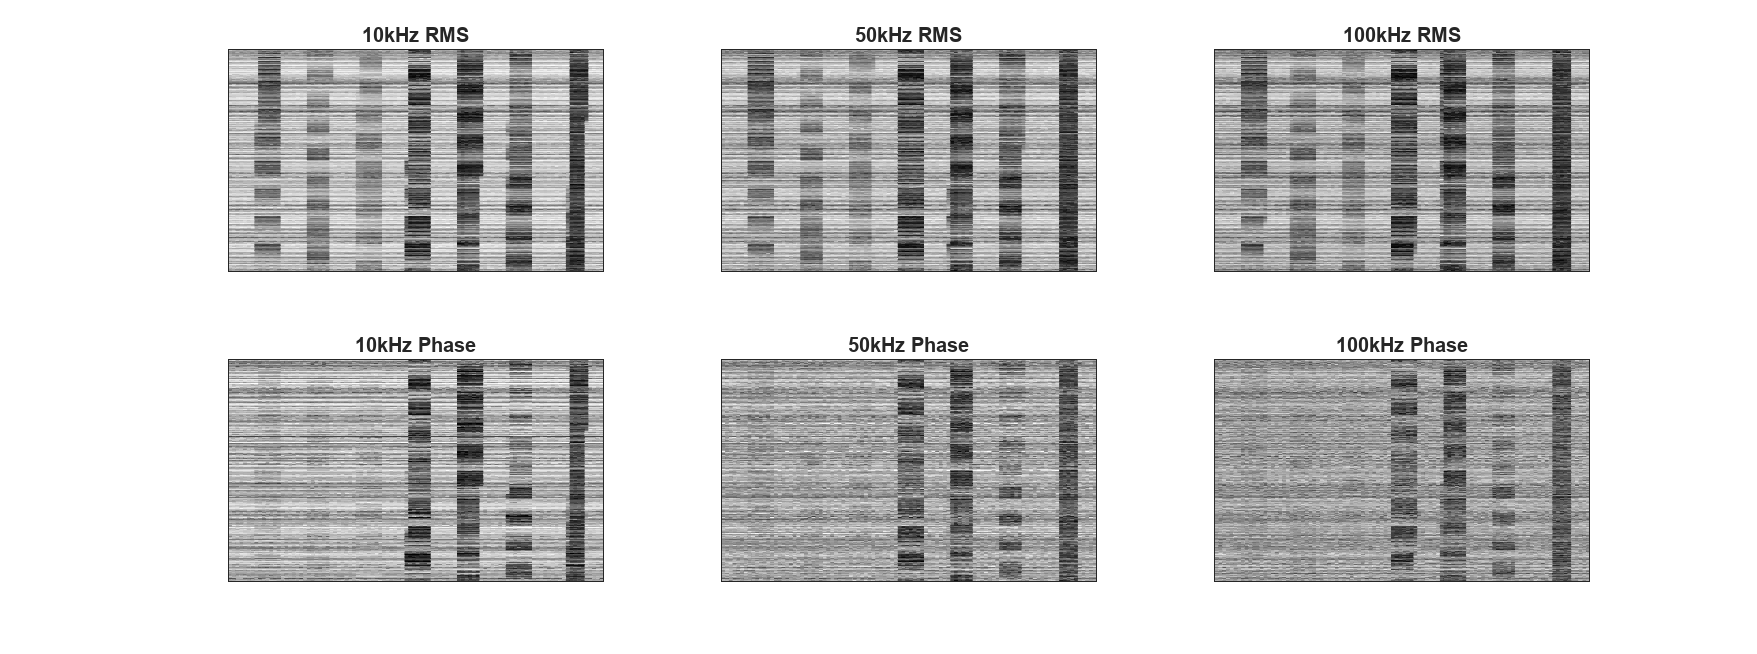 10kHz RMS
50kHz RMS
100kHz RMS
10kHz Phase
50kHz Phase
100kHz Phase